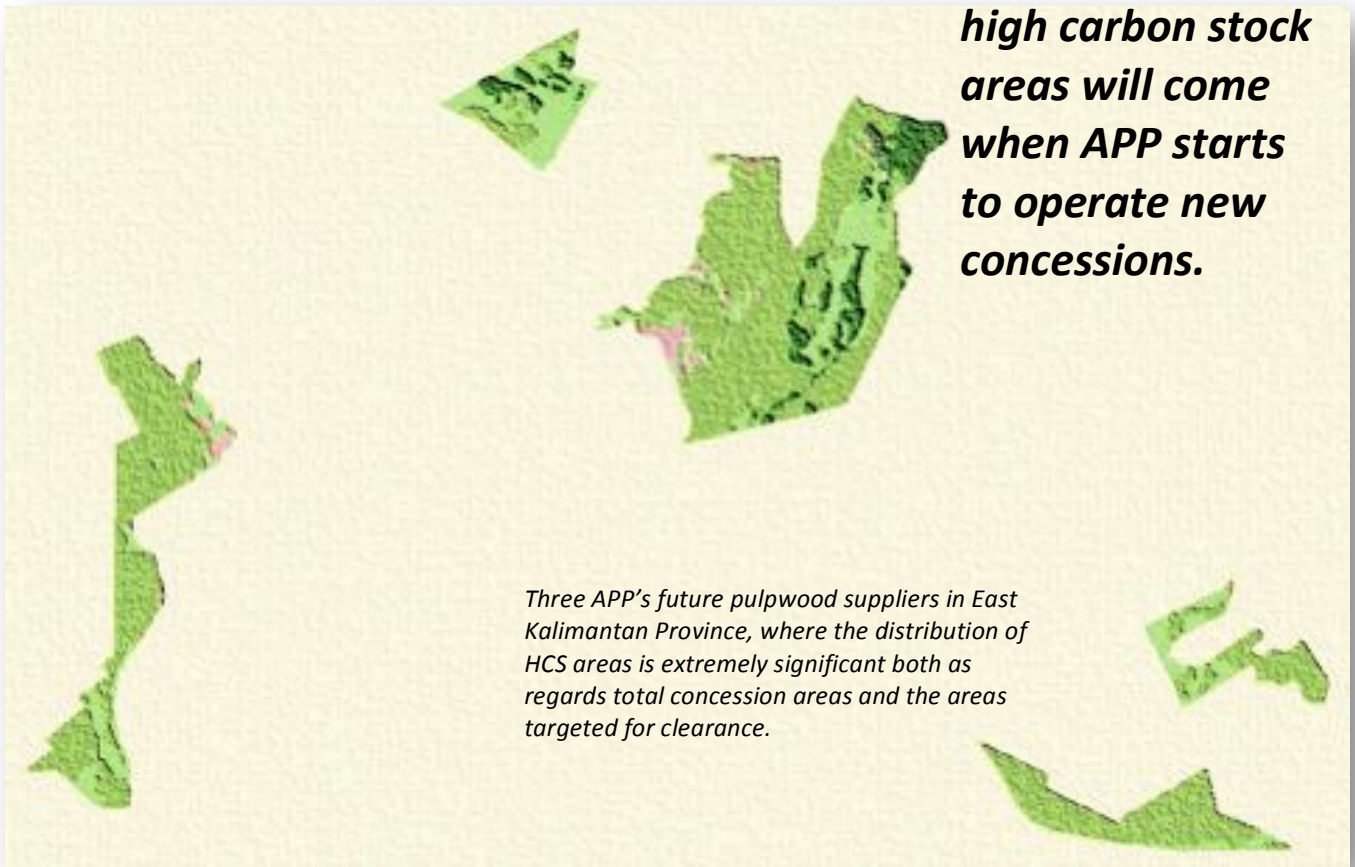 high carbon stock
areas will come
when APP starts
to operate new
concessions.
Three APP’s future pulpwood suppliers in East
Kalimantan Province, where the distribution of
HCS areas is extremely significant both as
regards total concession areas and the areas
targeted for clearance.